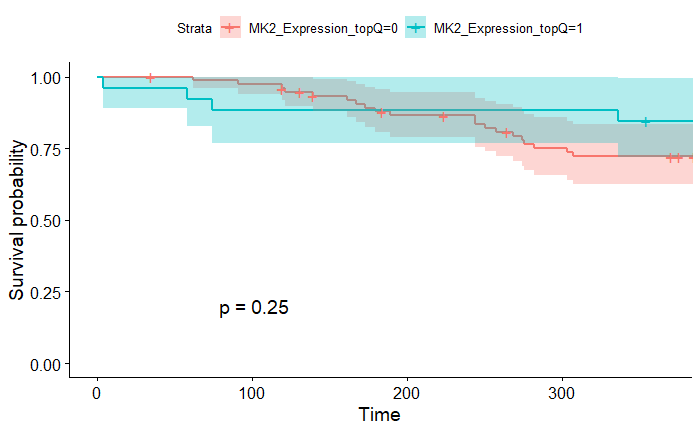 Strata MK2_Expression_topQ=0 MK2_Expression_topQ=1
Survival probability
1.00
0.75
0.50
0.25
0.00
p = 0.25
0 100 200 300
Time